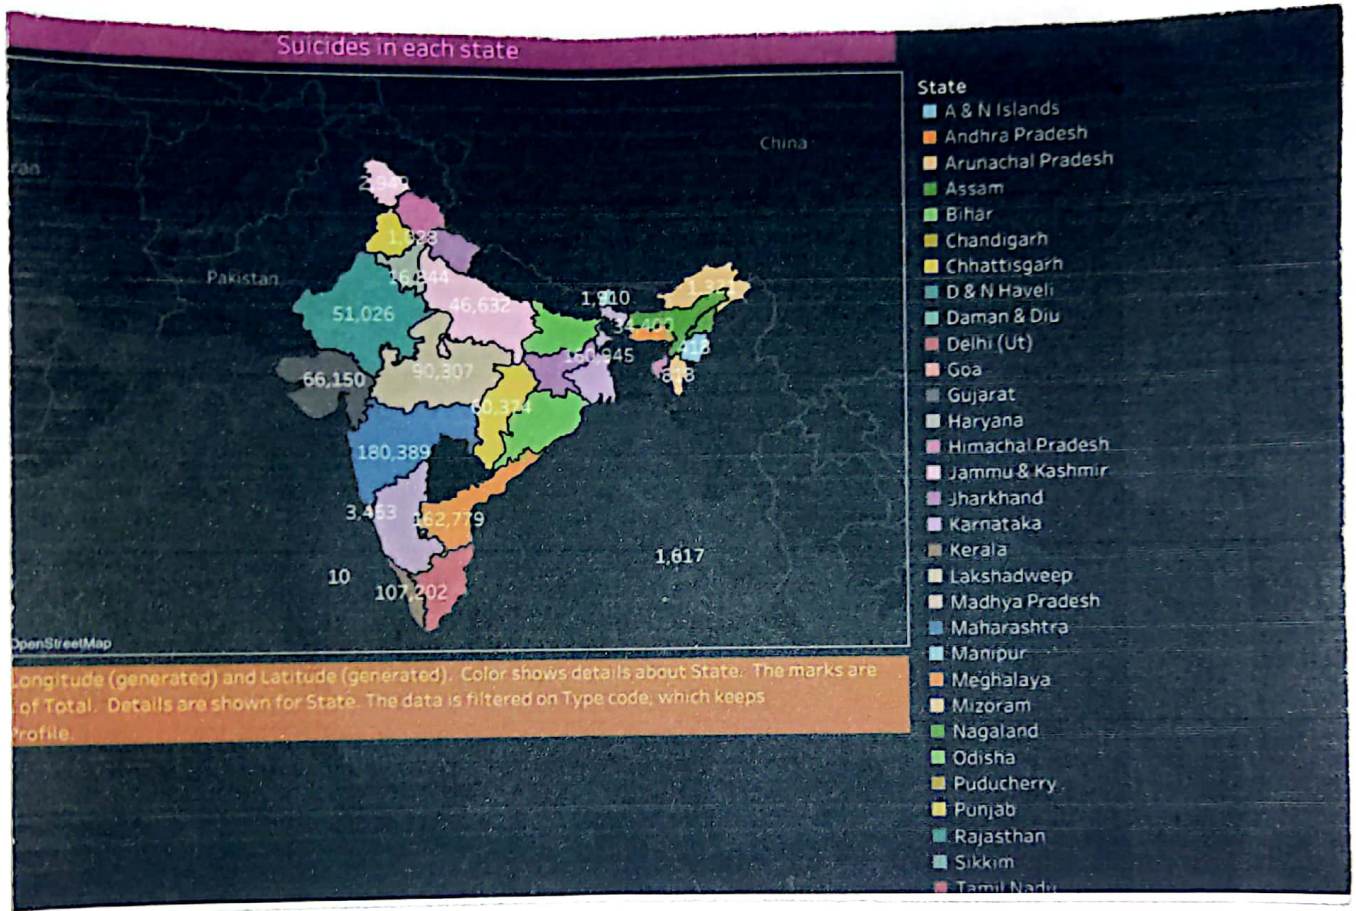 Suicides in each state
China
Pakistan
2,949
16,844
51,026
46,632
1,910
34,400
66,150
90,307
180,389
3,453
162,779
1,617
10
107,202
818
OpenStreetMap
Longitude (generated) and Latitude (generated). Color shows details about State. The marks are
of Total. Details are shown for State. The data is filtered on Type code, which keeps
Profile.
State
A & N Islands
Andhra Pradesh
Arunachal Pradesh
Assam
Bihar
Chandigarh
Chhattisgarh
D & N Haveli
Daman & Diu
Delhi (Ut)
Goa
Gujarat
Haryana
Himachal Pradesh
Jammu & Kashmir
Jharkhand
Karnataka
Kerala
Lakshadweep
Madhya Pradesh
Maharashtra
Manipur
Meghalaya
Mizoram
Nagaland
Odisha
Puducherry
Punjab
Rajasthan
Sikkim
Tamil Nadu